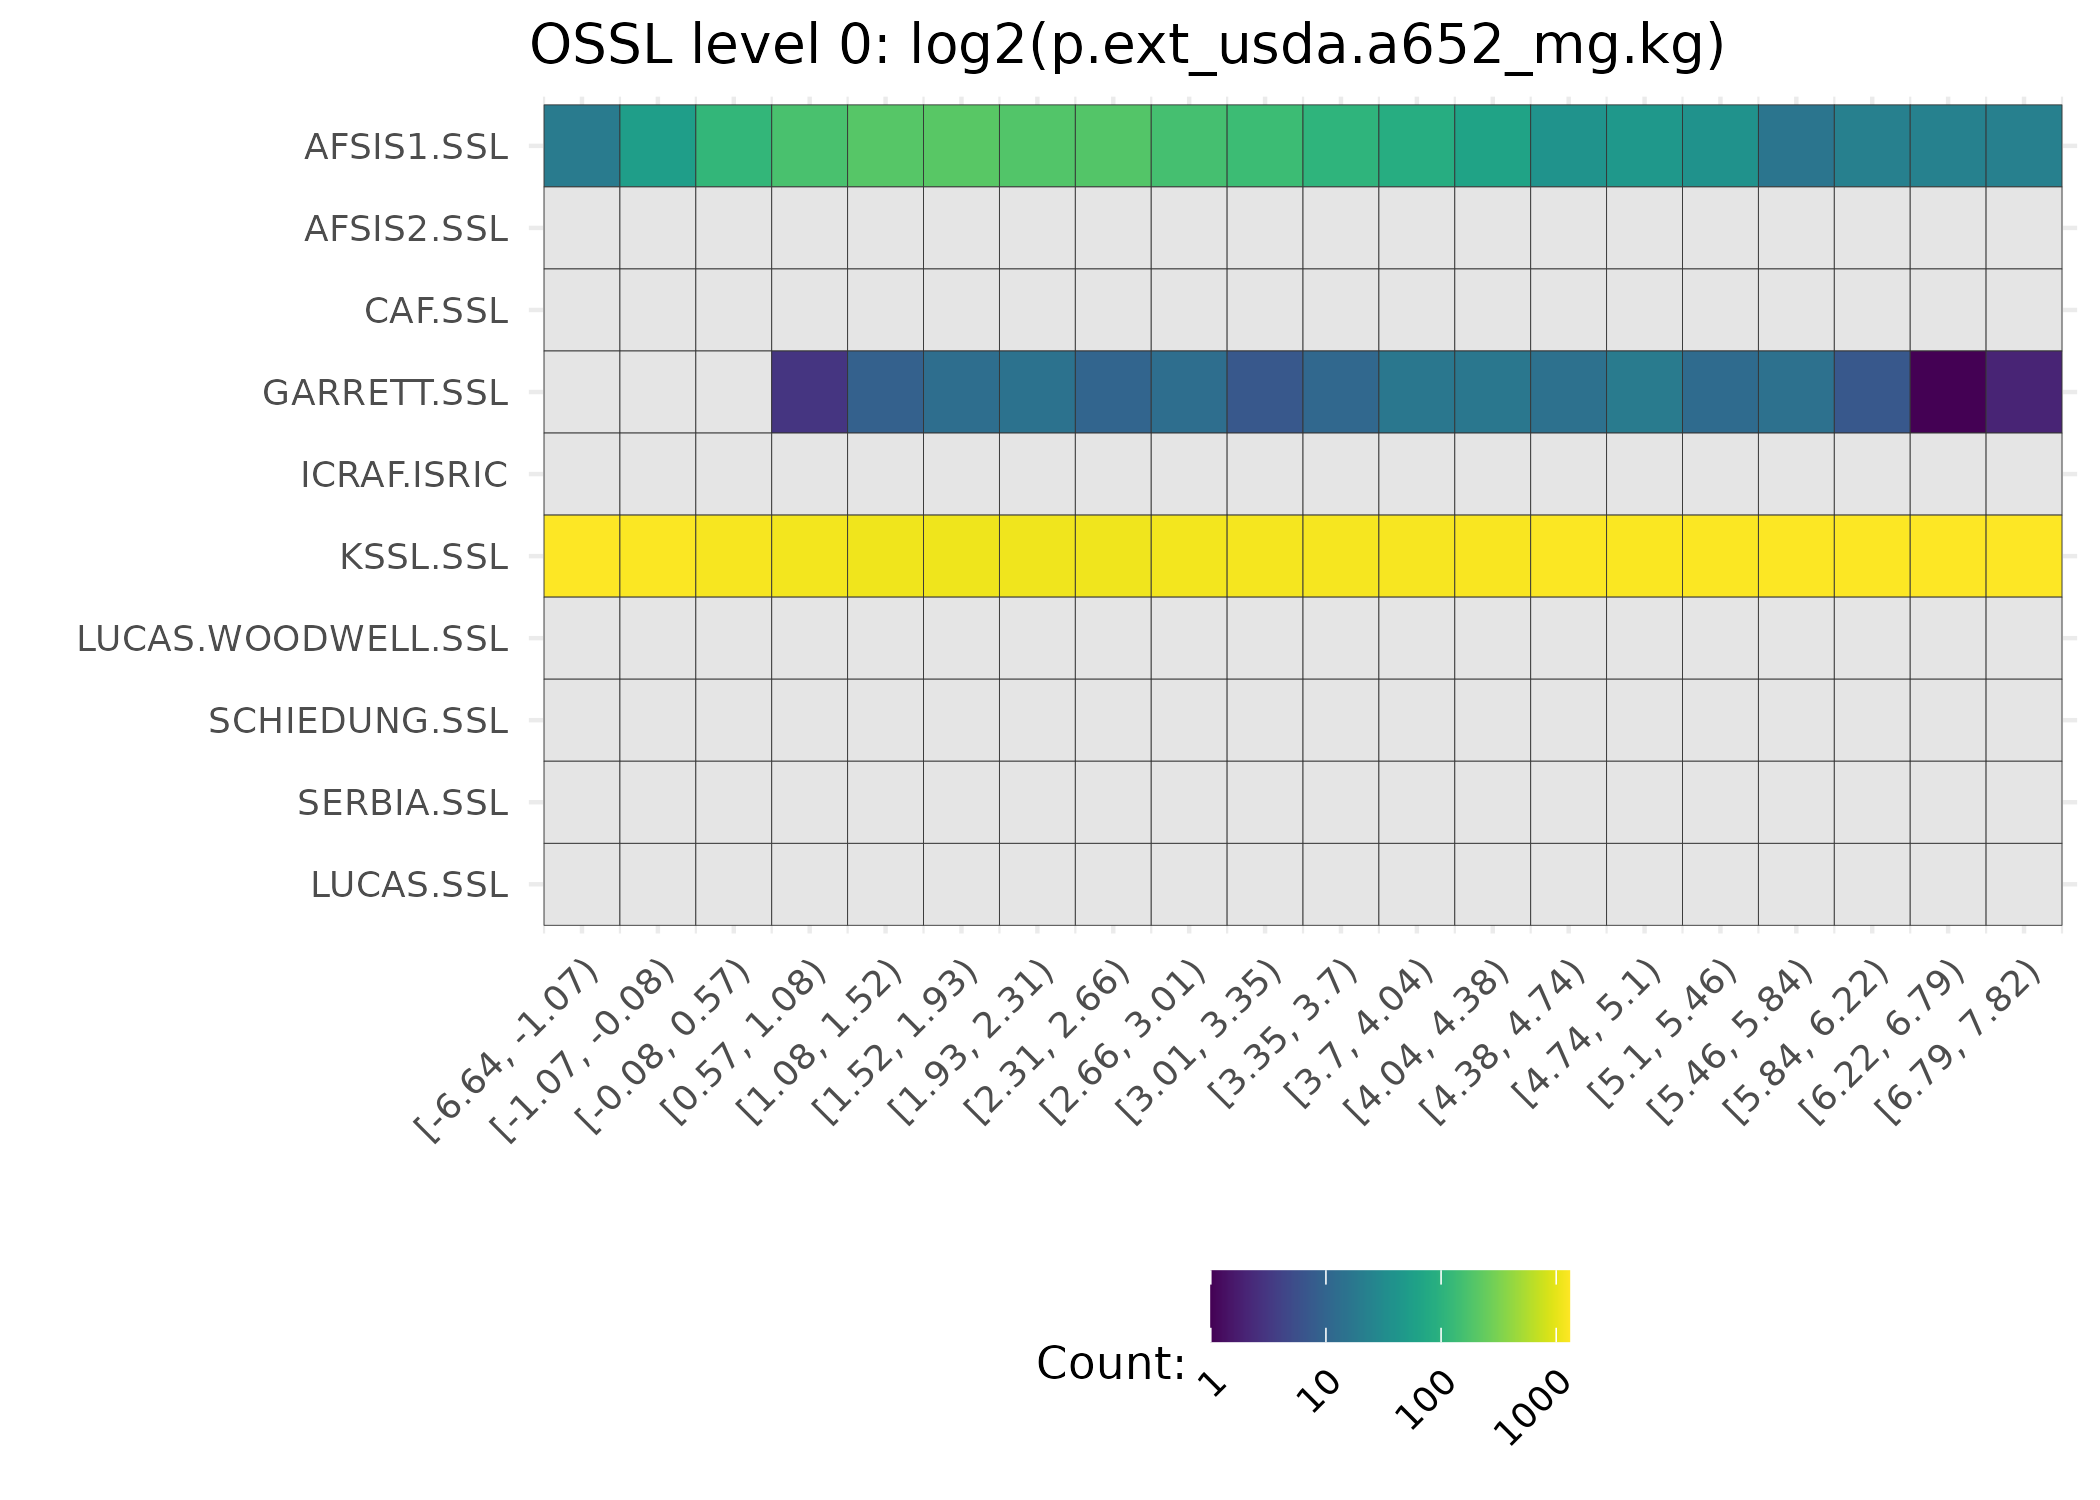 OSSL level 0: log2(p.ext_usda.a652_mg.kg)
AFSIS1.SSL
AFSIS2.SSL
CAF.SSL
GARRETT.SSL
ICRAF.ISRIC
KSSL.SSL
LUCAS.WOODWELL.SSL
SCHIEDUNG.SSL
SERBIA.SSL
LUCAS.SSL
[-6.64, -1.07)
[-1.07, -0.08)
[-0.08, 0.57)
[0.57, 1.08)
[1.08, 1.52)
[1.52, 1.93)
[1.93, 2.31)
[2.31, 2.66)
[2.66, 3.01)
[3.01, 3.35)
[3.35, 3.7)
[3.7, 4.04)
[4.04, 4.38)
[4.38, 4.74)
[4.74, 5.1)
[5.1, 5.46)
[5.46, 5.84)
[5.84, 6.22)
[6.22, 6.79)
[6.79, 7.82)
Count:
1
10
100
1000